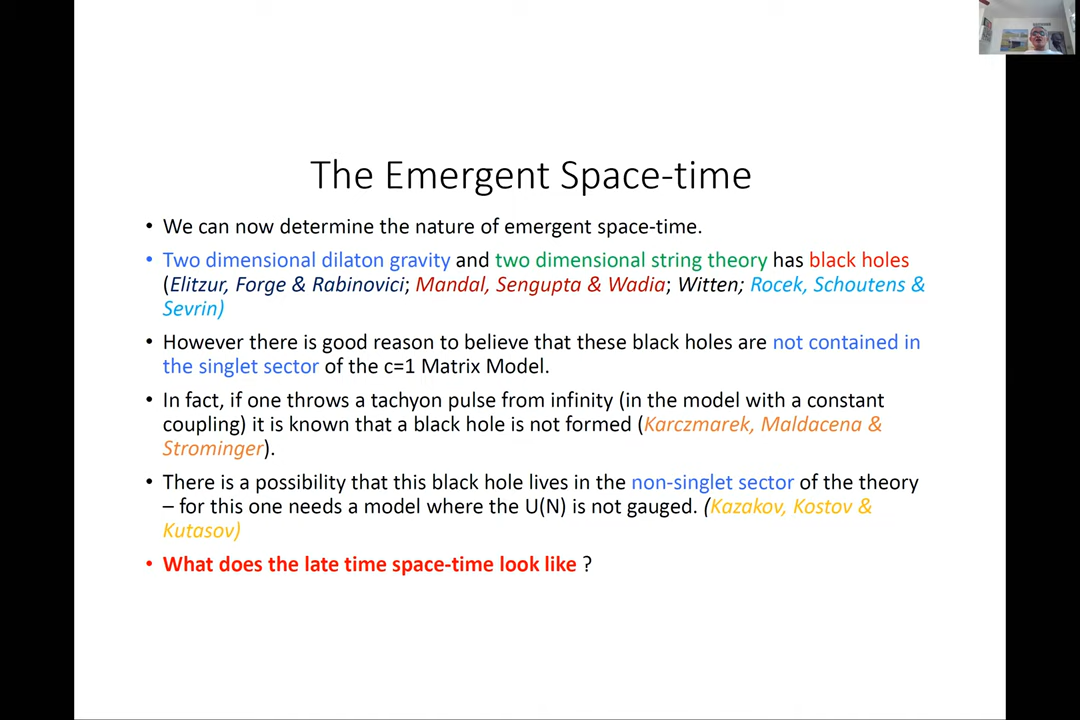 The Emergent Space-time
• We can now determine the nature of emergent space-time.
• Two dimensional dilaton gravity and two dimensional string theory has black holes
(Elitzur, Forge & Rabinovici; Mandal, Sengupta & Wadia; Witten; Rocek, Schoutens &
Sevrin)
• However there is good reason to believe that these black holes are not contained in
the singlet sector of the c=1 Matrix Model.
• In fact, if one throws a tachyon pulse from infinity (in the model with a constant
coupling) it is known that a black hole is not formed (Karczmarek, Maldacena &
Strominger).
• There is a possibility that this black hole lives in the non-singlet sector of the theory
– for this one needs a model where the U(N) is not gauged. (Kazakov, Kostov &
Kutasov)
• What does the late time space-time look like ?